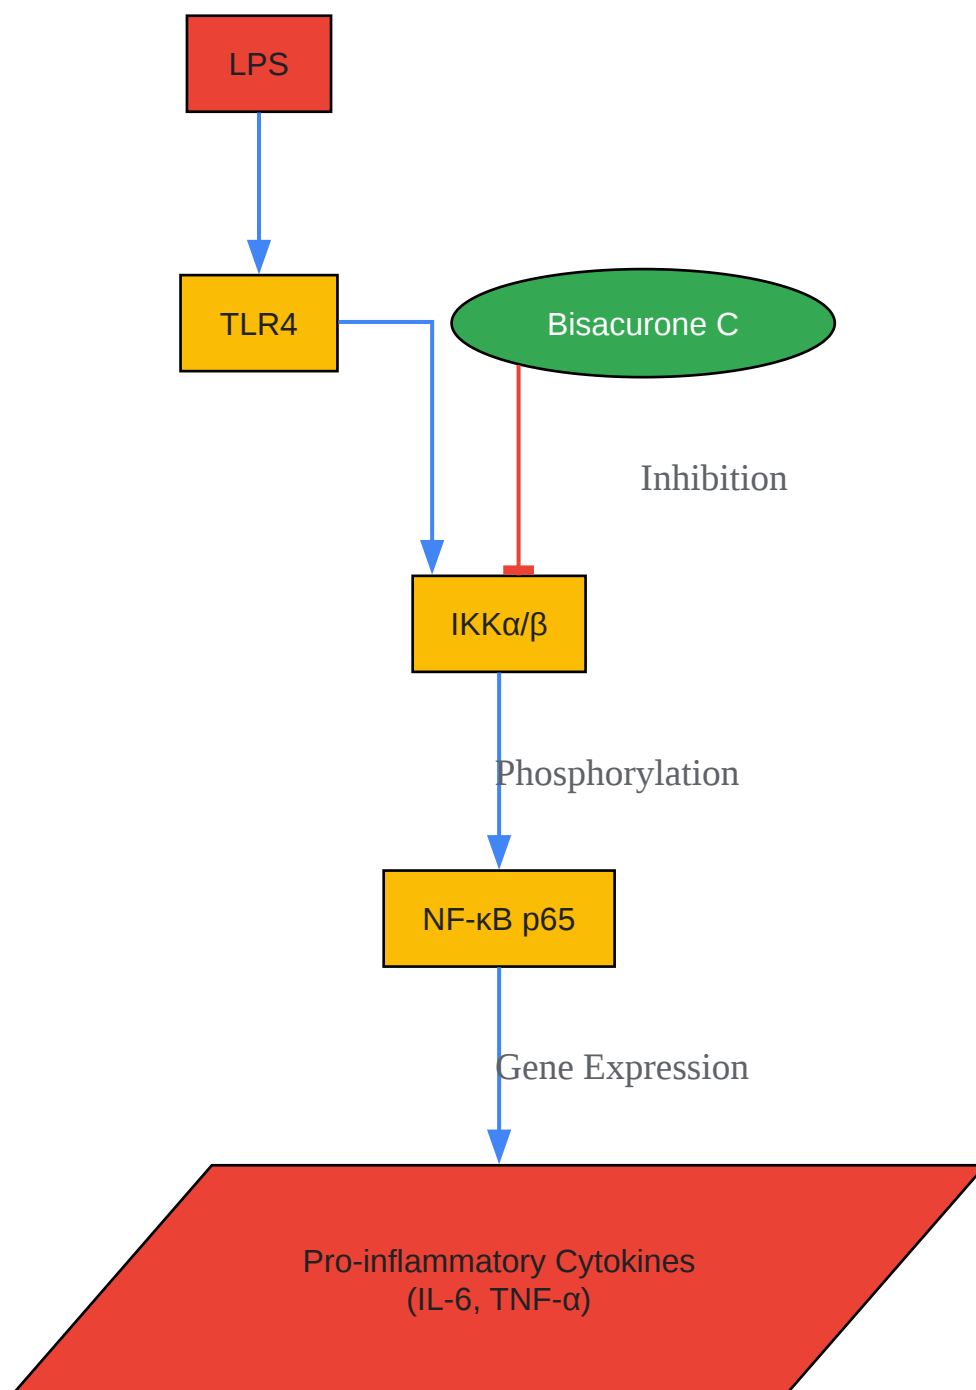 LPS
TLR4
Bisacurone C
Inhibition
IKKα/β
Phosphorylation
NF-κB p65
Gene Expression
Pro-inflammatory Cytokines
(IL-6, TNF-α)